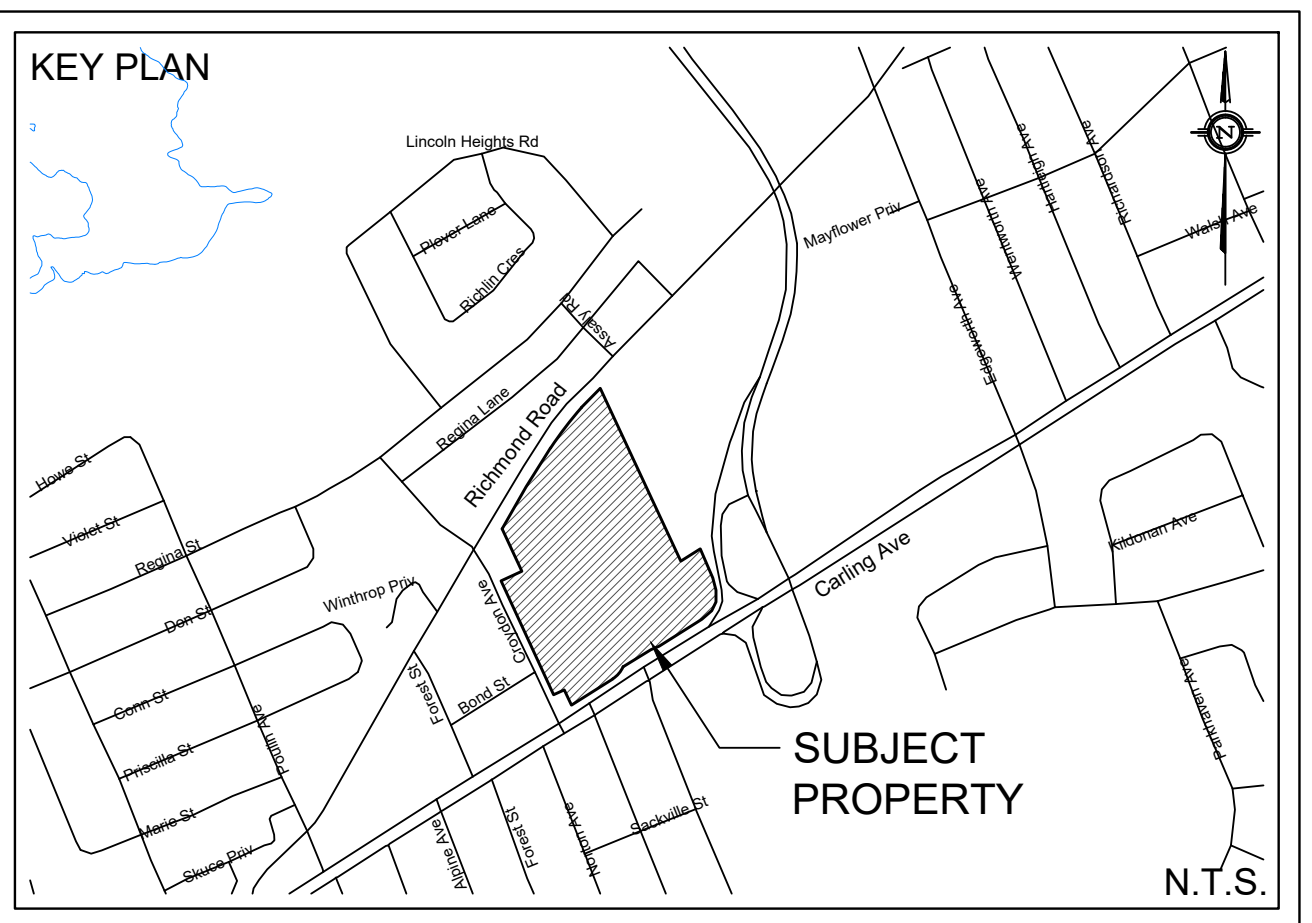 KEY PLAN
Lincoln Heights Rd
Plover Lane
Richlin Cres
Assaly Rd
Mayflower Priv
Edgeworth Ave
Wentworth Ave
Hartleigh Ave
Richardson Ave
Walsh Ave
N
Regina Lane
Richmond Road
Howe St
Violet St
Regina St
Don St
Winthrop Priv
Croydon Ave
Carling Ave
Kildonan Ave
Conn St
Priscilla St
Poulin Ave
Forest St
Bond St
Parkhaven Ave
Marie St
Skuce Priv
Alpine Ave
Forest St
Norton Ave
Sackville St
SUBJECT
PROPERTY
N.T.S.